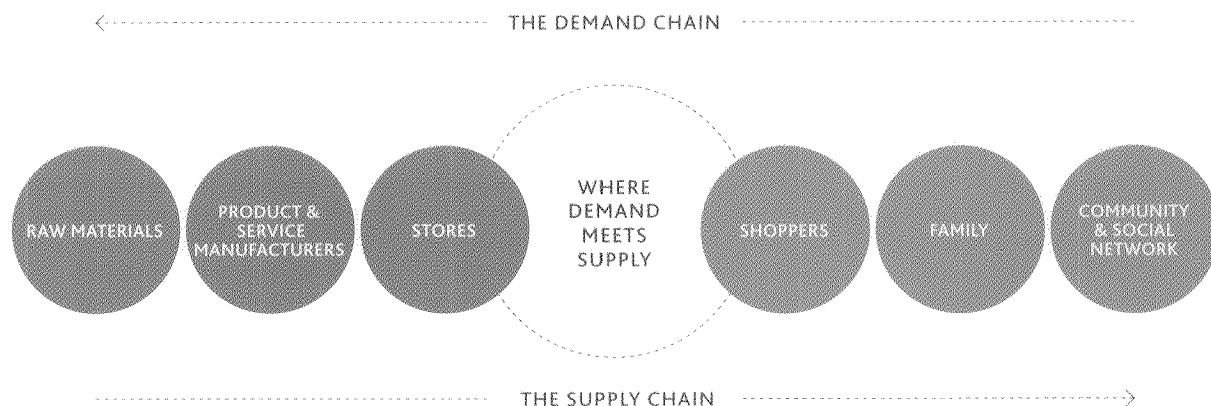 THE DEMAND CHAIN
RAW MATERIALS
PRODUCT &
SERVICE
MANUFACTURERS
STORES
WHERE
DEMAND
MEETS
SUPPLY
SHOPPERS
FAMILY
COMMUNITY
& SOCIAL
NETWORK
THE SUPPLY CHAIN